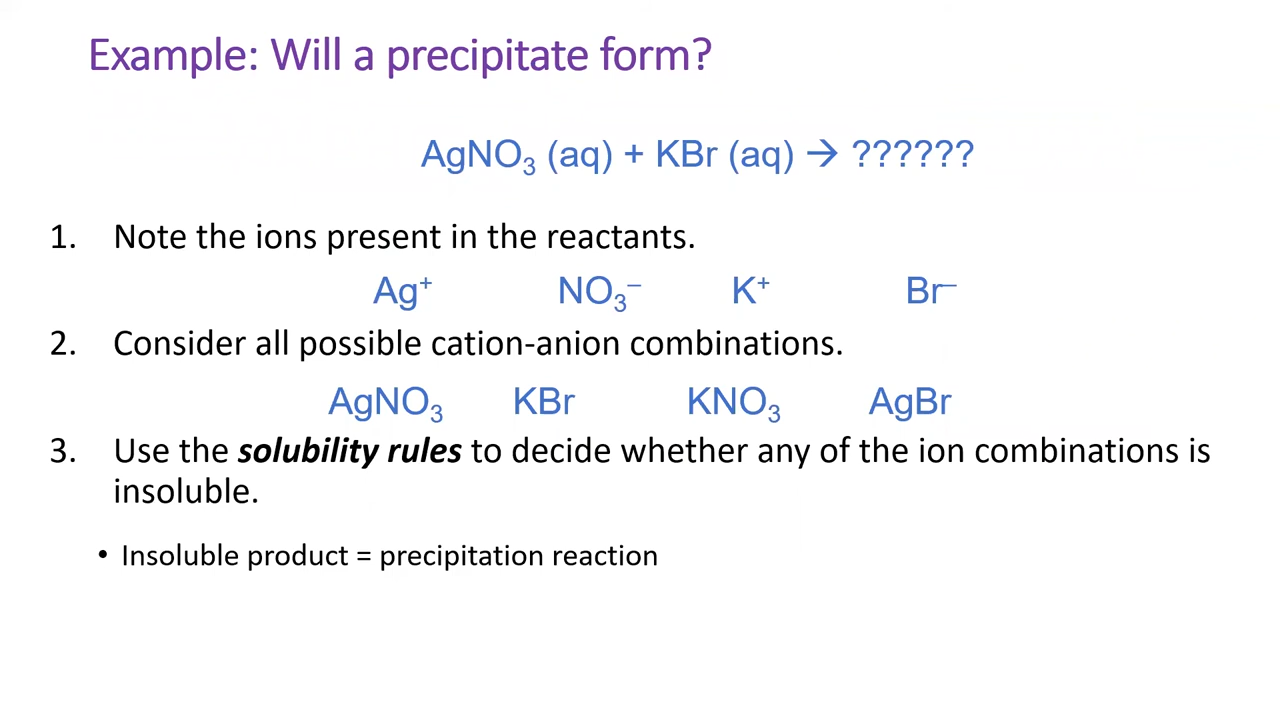 Example: Will a precipitate form?
AgNO₃ (aq) + KBr (aq) → ??????
1. Note the ions present in the reactants.
Ag⁺ NO₃⁻ K⁺ Br⁻
2. Consider all possible cation-anion combinations.
AgNO₃ KBr KNO₃ AgBr
3. Use the solubility rules to decide whether any of the ion combinations is
insoluble.
• Insoluble product = precipitation reaction